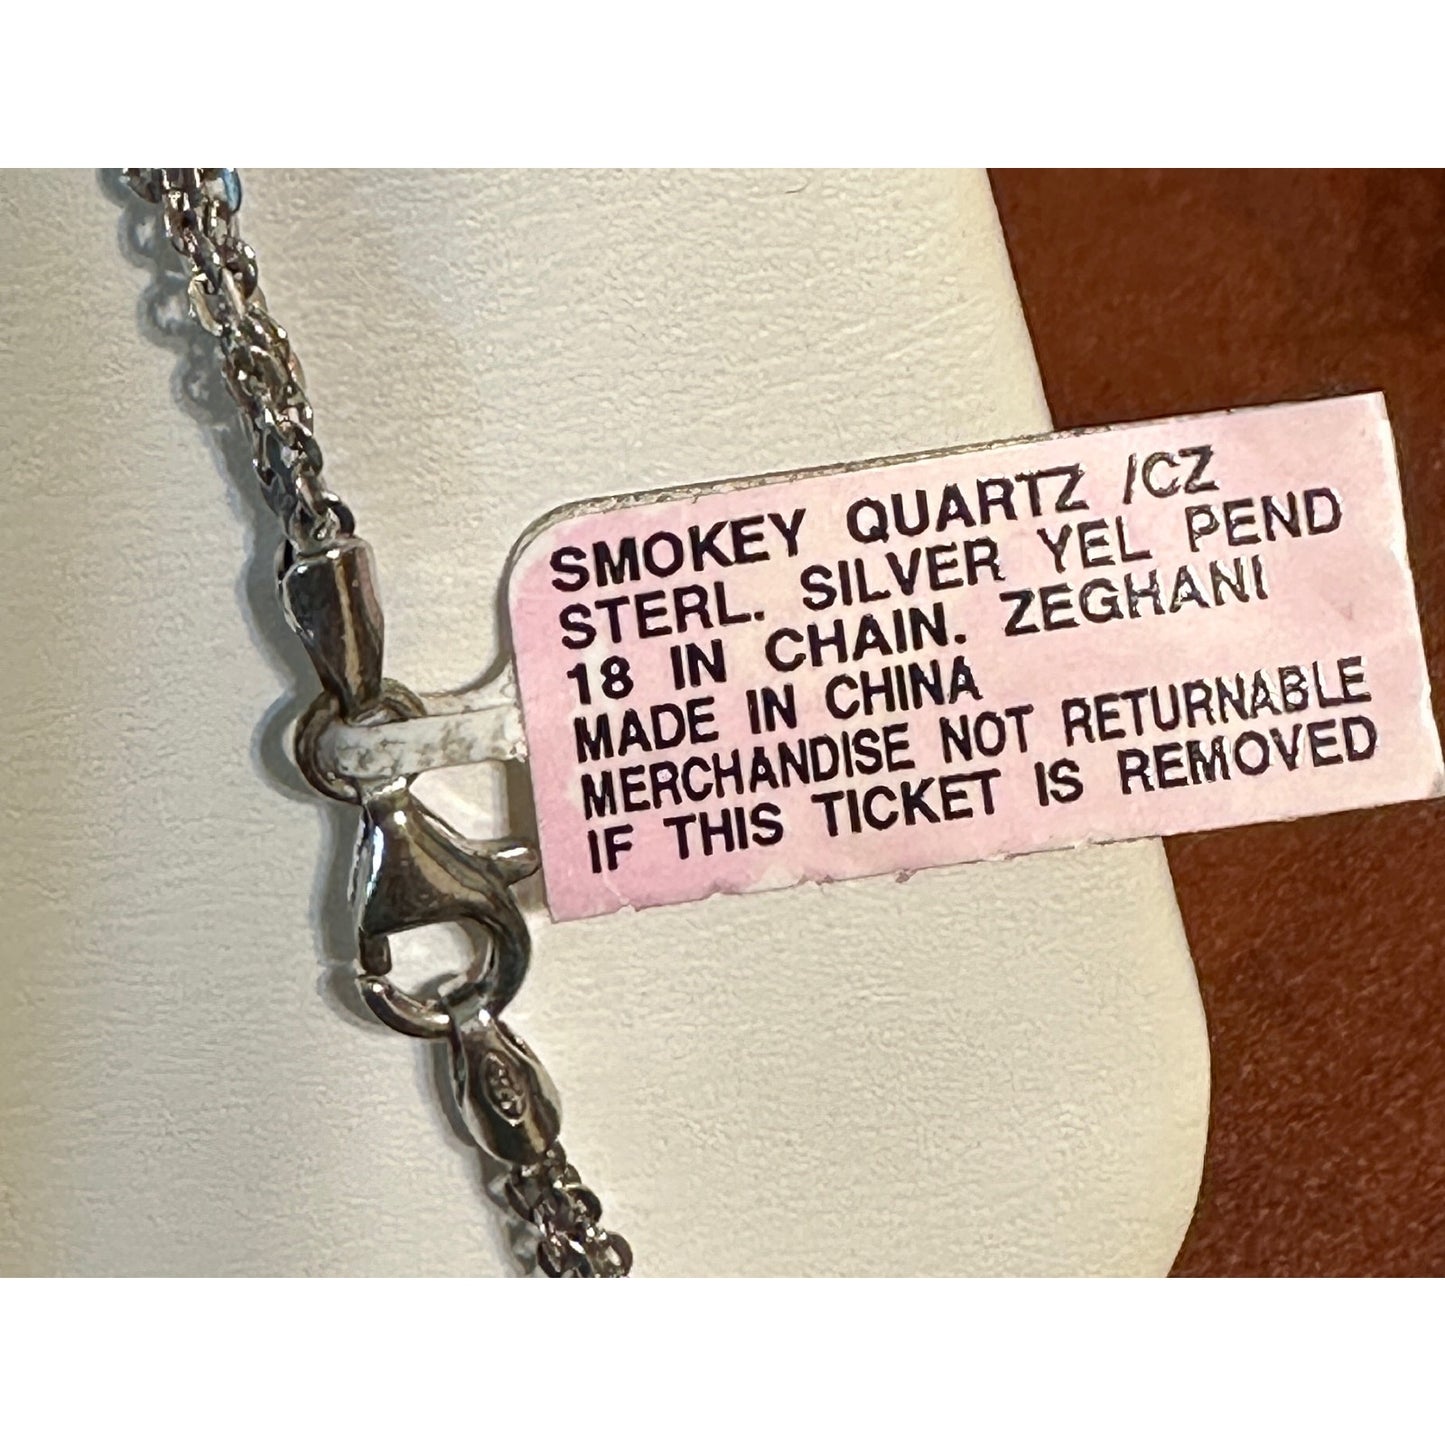 SMOKEY QUARTZ /CZ
STERL. SILVER YEL PEND
18 IN CHAIN. ZEGHANI
MADE IN CHINA
MERCHANDISE NOT RETURNABLE
IF THIS TICKET IS REMOVED